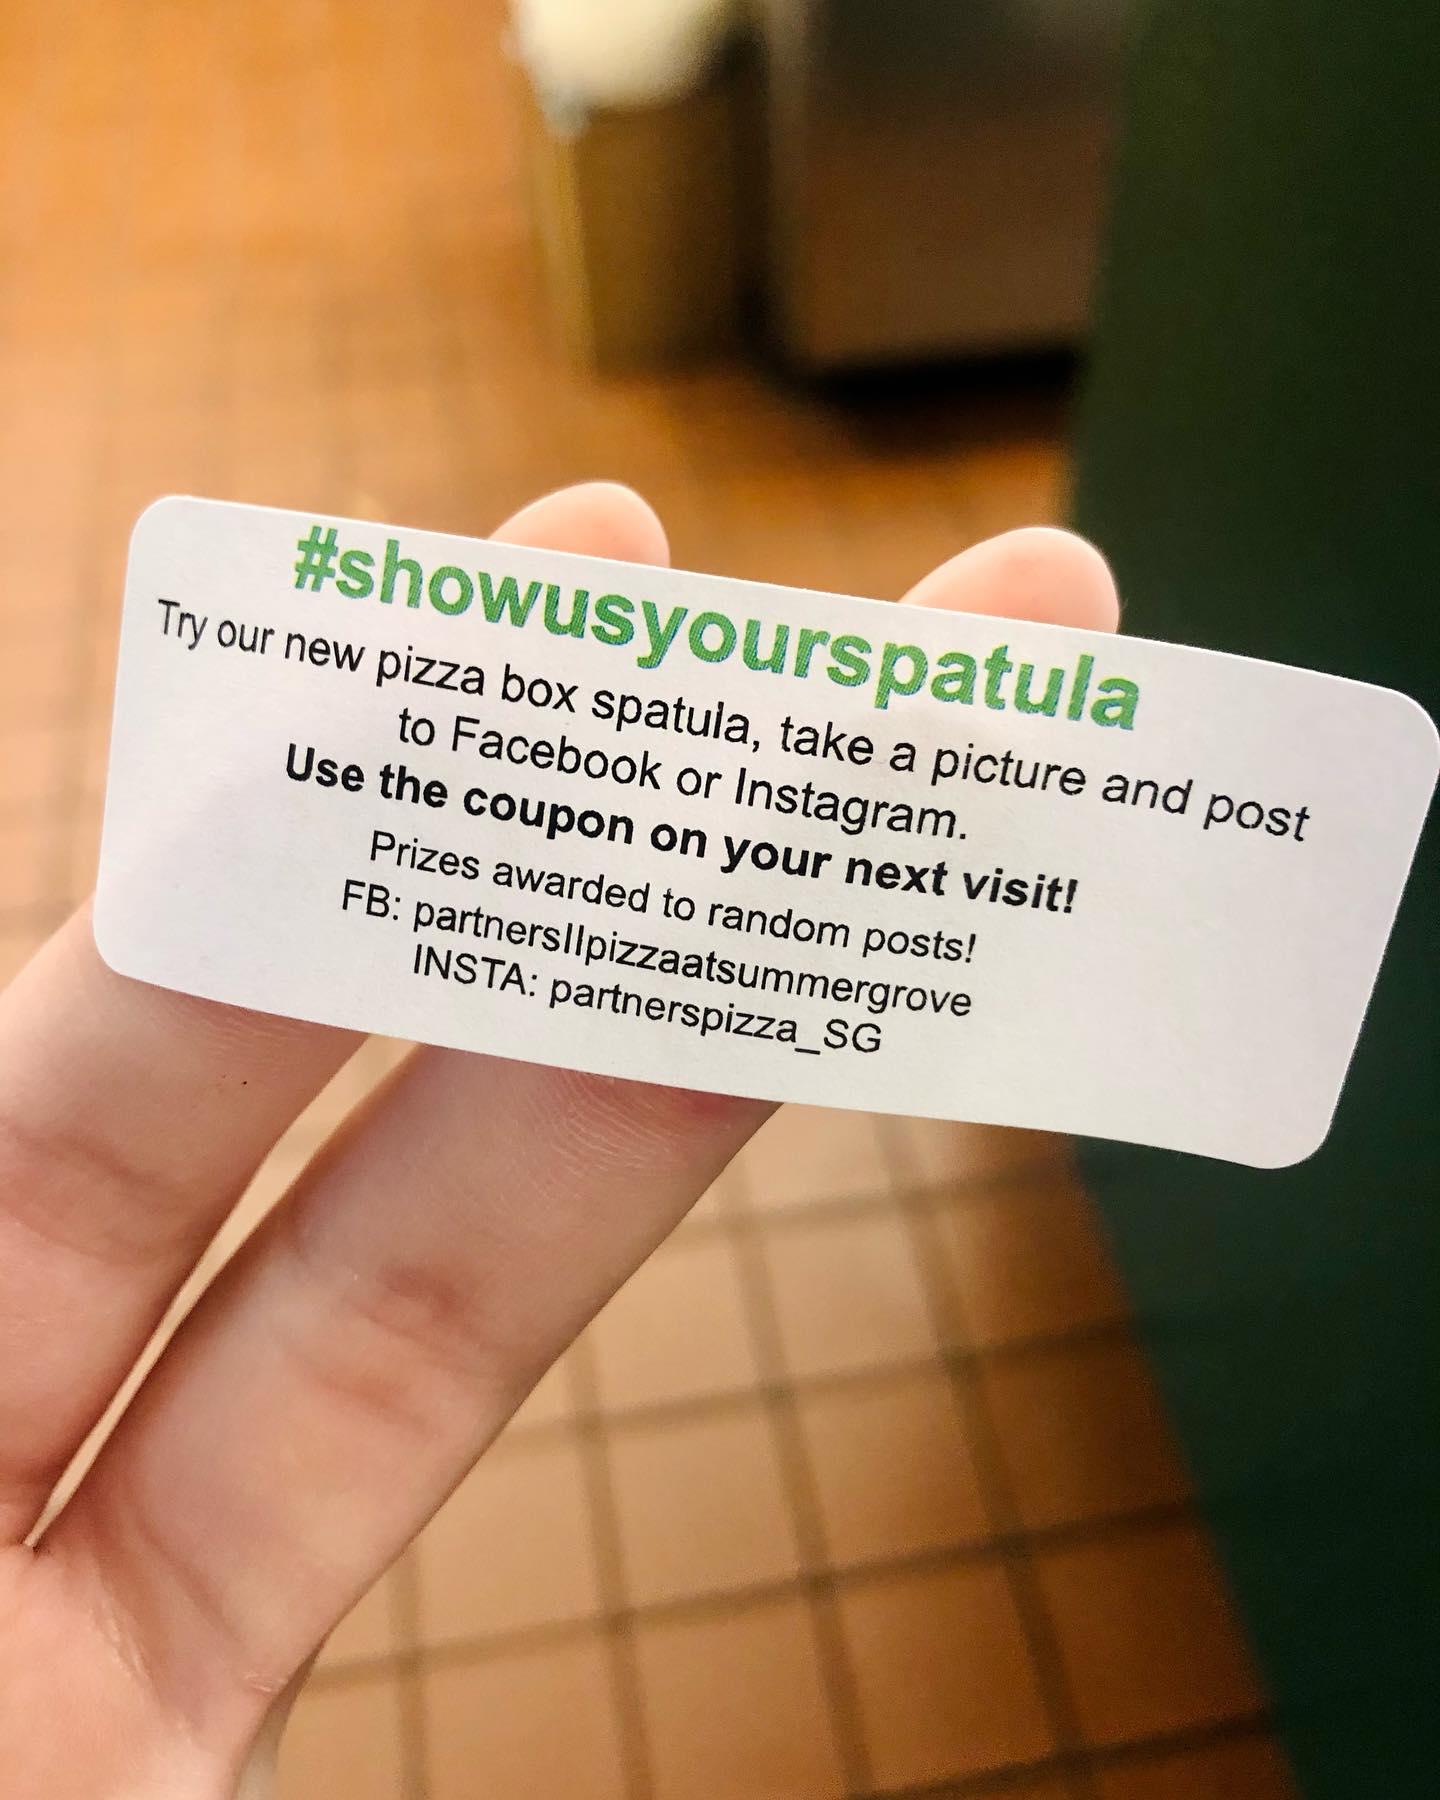 #showusyourspatula
Try our new pizza box spatula, take a picture and post
to Facebook or Instagram.
Use the coupon on your next visit!
Prizes awarded to random posts!
FB: partnersIIpizzaatsummergrove
INSTA: partnerspizza_SG